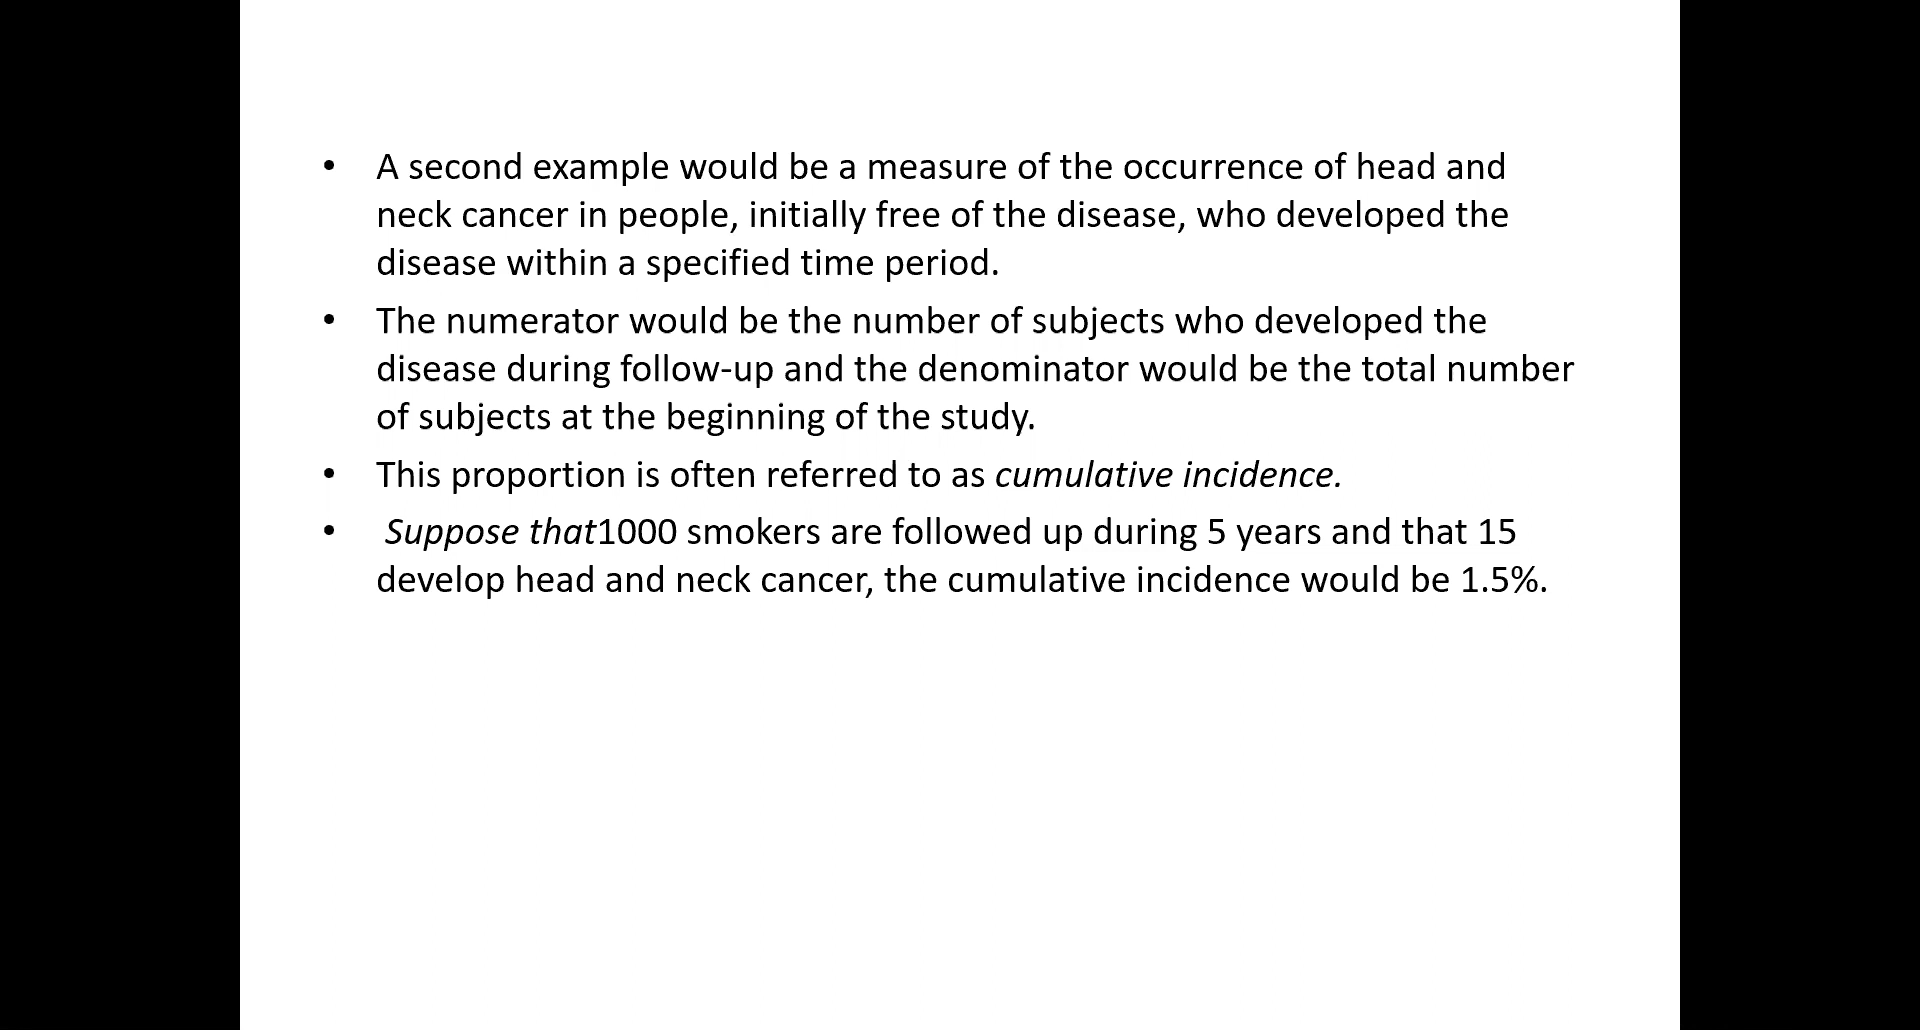 • A second example would be a measure of the occurrence of head and
neck cancer in people, initially free of the disease, who developed the
disease within a specified time period.
• The numerator would be the number of subjects who developed the
disease during follow-up and the denominator would be the total number
of subjects at the beginning of the study.
• This proportion is often referred to as cumulative incidence.
• Suppose that1000 smokers are followed up during 5 years and that 15
develop head and neck cancer, the cumulative incidence would be 1.5%.